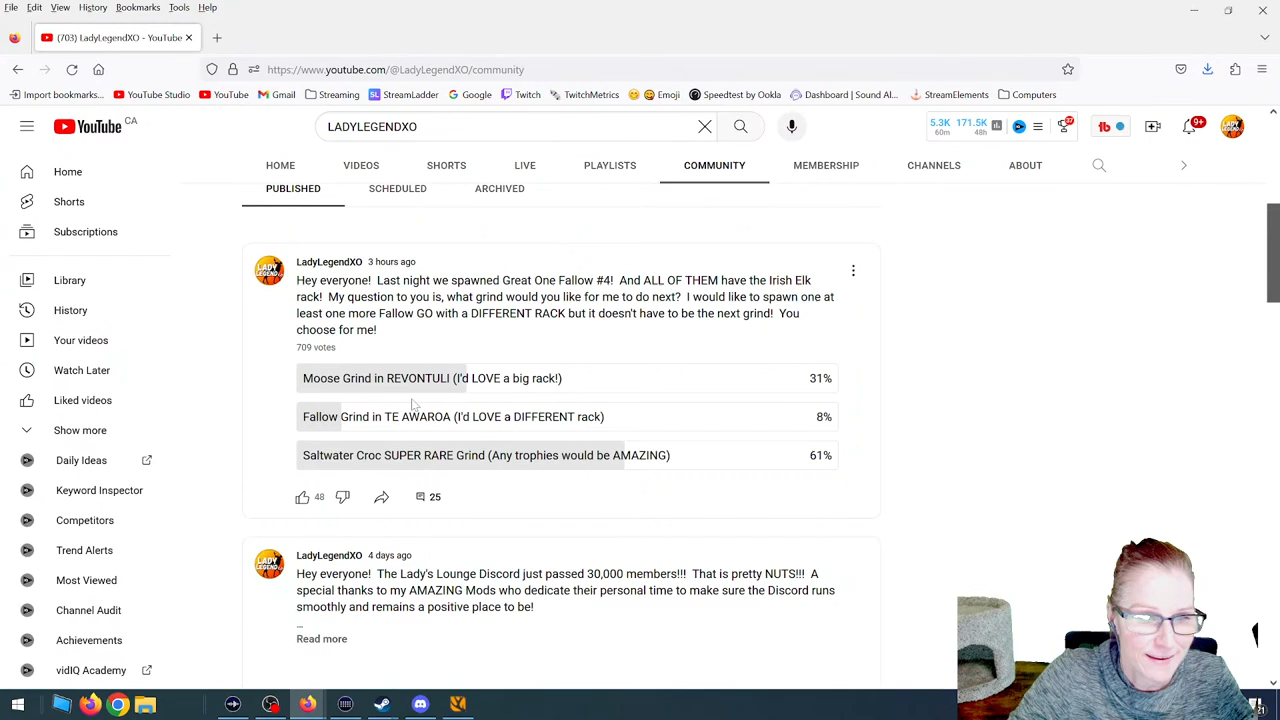 File Edit View History Bookmarks Tools Help
(703) LadyLegendXO - YouTube
https://www.youtube.com/@LadyLegendXO/community
Import bookmarks... YouTube Studio YouTube Gmail Streaming StreamLadder Google Twitch TwitchMetrics Emoji Speedtest by Ookla Dashboard | Sound Al... StreamElements Computers
YouTube CA
LADYLEGENDXO
5.3K 171.5K
60m 48h
9+
HOME VIDEOS SHORTS LIVE PLAYLISTS COMMUNITY MEMBERSHIP CHANNELS ABOUT
PUBLISHED SCHEDULED ARCHIVED
Home
Shorts
Subscriptions
Library
History
Your videos
Watch Later
Liked videos
Show more
Daily Ideas
Keyword Inspector
Competitors
Trend Alerts
Most Viewed
Channel Audit
Achievements
vidIQ Academy
LadyLegendXO 3 hours ago
Hey everyone! Last night we spawned Great One Fallow #4! And ALL OF THEM have the Irish Elk
rack! My question to you is, what grind would you like for me to do next? I would like to spawn one at
least one more Fallow GO with a DIFFERENT RACK but it doesn't have to be the next grind! You
choose for me!
709 votes
Moose Grind in REVONTULI (I'd LOVE a big rack!) 31%
Fallow Grind in TE AWAROA (I'd LOVE a DIFFERENT rack) 8%
Saltwater Croc SUPER RARE Grind (Any trophies would be AMAZING) 61%
48 25
LadyLegendXO 4 days ago
Hey everyone! The Lady's Lounge Discord just passed 30,000 members!!! That is pretty NUTS!!! A
special thanks to my AMAZING Mods who dedicate their personal time to make sure the Discord runs
smoothly and remains a positive place to be!
...
Read more